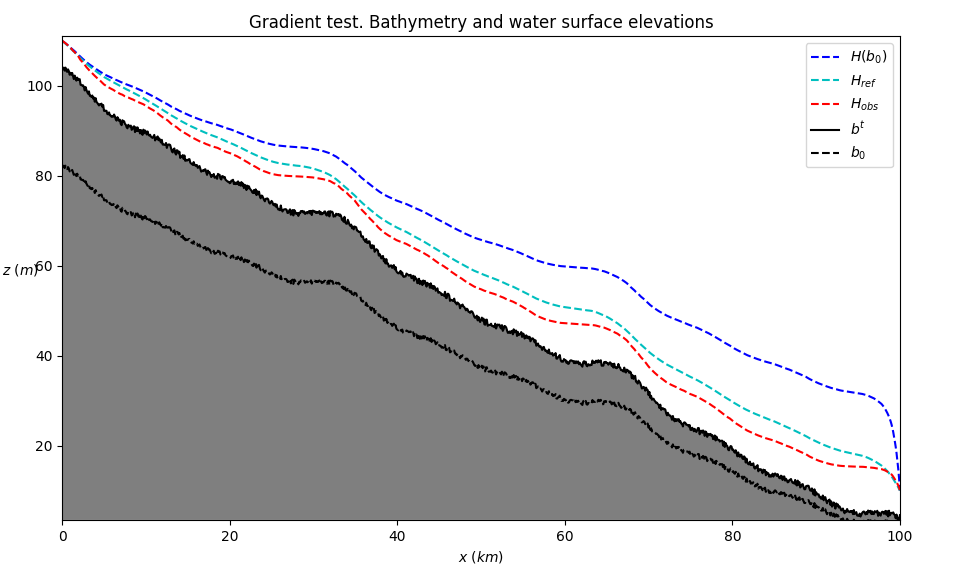 Gradient test. Bathymetry and water surface elevations
H(b₀)
H_ref
H_obs
b^t
b₀
100
80
60
40
20
z (m)
0 20 40 60 80 100
x (km)